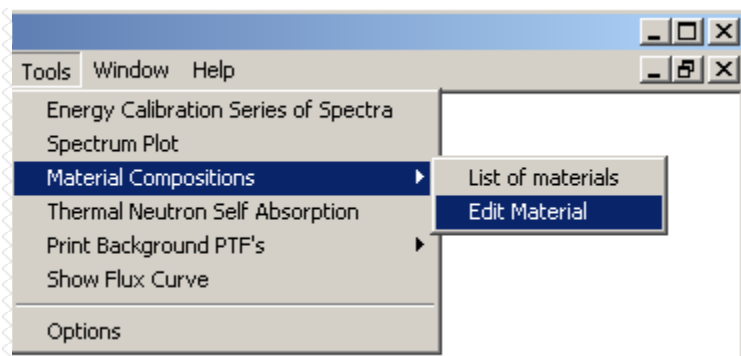 Tools Window Help
Energy Calibration Series of Spectra
Spectrum Plot
Material Compositions
List of materials
Thermal Neutron Self Absorption
Edit Material
Print Background PTF's
Show Flux Curve
Options